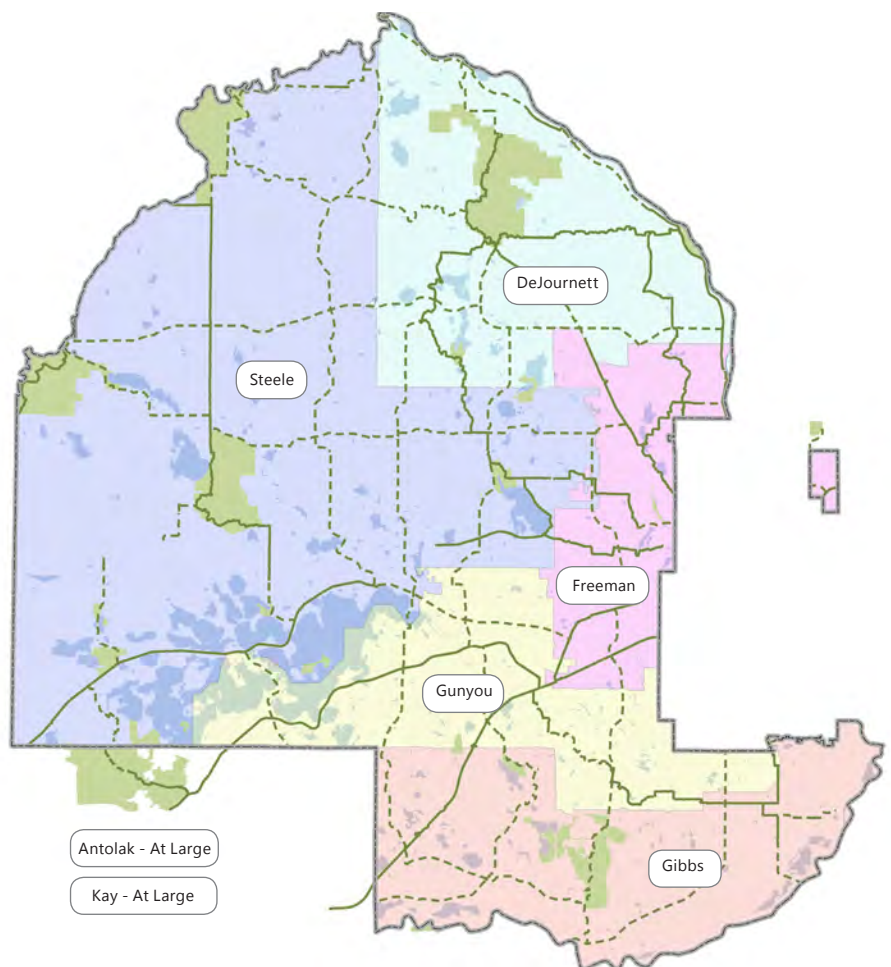 DeJournett
Steele
Freeman
Gunyou
Antolak - At Large
Gibbs
Kay - At Large